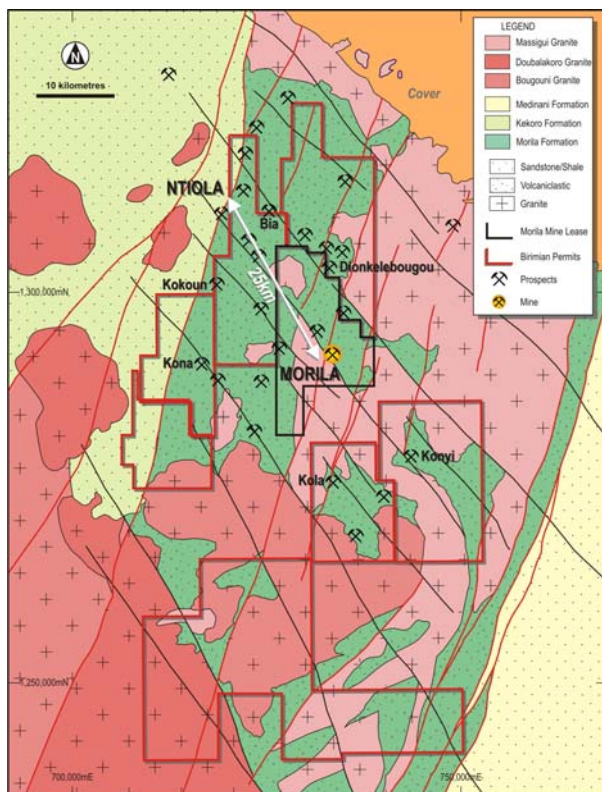 N
10 kilometres
Cover
LEGEND
Massigui Granite
Doubalakoro Granite
Bougouni Granite
Medinani Formation
Kekoro Formation
Morila Formation
Sandstone/Shale
Volcaniclastic
Granite
Morila Mine Lease
Birimian Permits
Prospects
Mine
NTIOLA
Bia
Dionkelebougou
25km
Kokoun
1,300,000mN
Kona
MORILA
Konyi
Kola
1,250,000mN
700,000mE
750,000mE